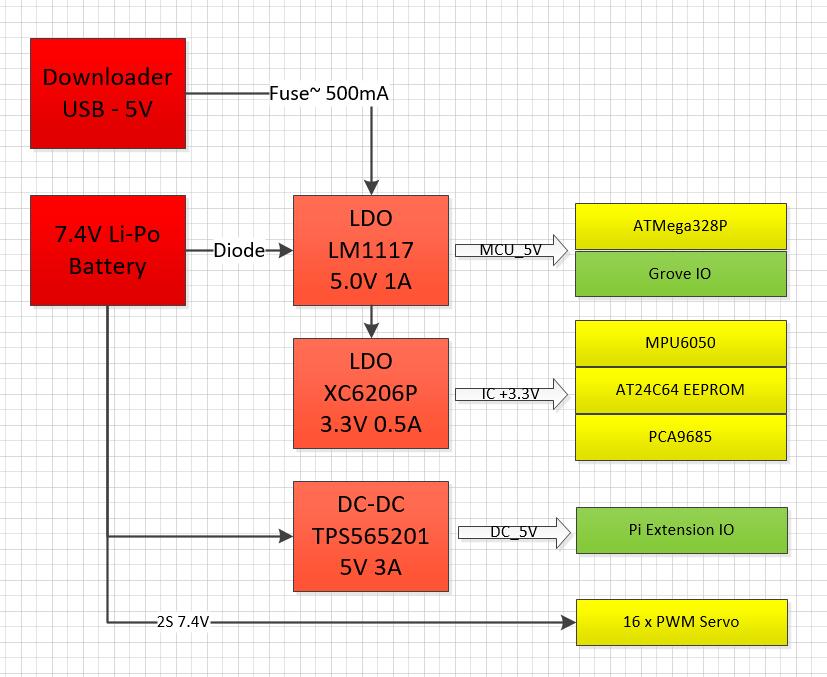 Downloader
USB - 5V
Fuse~ 500mA
7.4V Li-Po
Battery
Diode
LDO
LM1117
5.0V 1A
MCU_5V
ATMega328P
Grove IO
LDO
XC6206P
3.3V 0.5A
IC +3.3V
MPU6050
AT24C64 EEPROM
PCA9685
DC-DC
TPS565201
5V 3A
DC_5V
Pi Extension IO
2S 7.4V
16 x PWM Servo